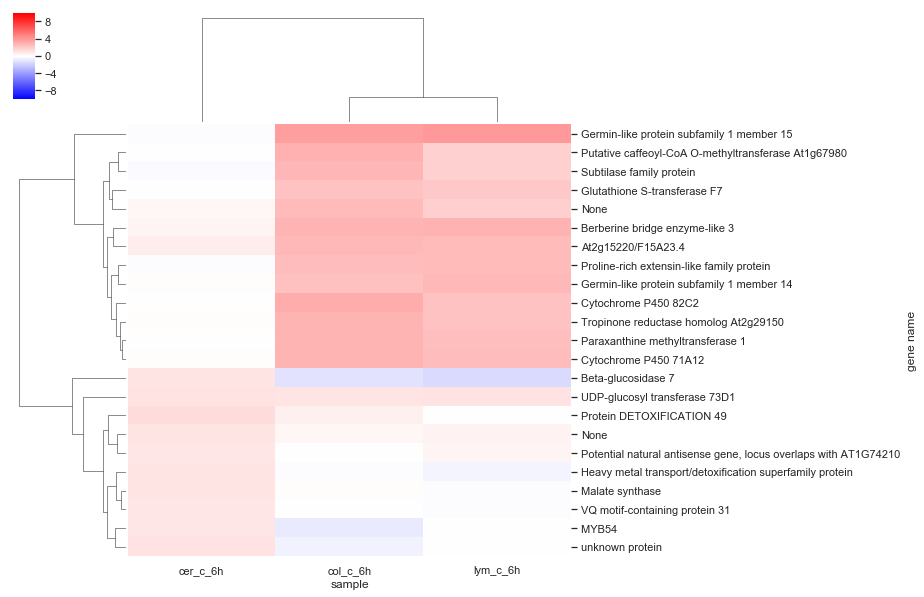 8
4
0
−4
−8
Germin-like protein subfamily 1 member 15
Putative caffeoyl-CoA O-methyltransferase At1g67980
Subtilase family protein
Glutathione S-transferase F7
None
Berberine bridge enzyme-like 3
At2g15220/F15A23.4
Proline-rich extensin-like family protein
Germin-like protein subfamily 1 member 14
Cytochrome P450 82C2
Tropinone reductase homolog At2g29150
Paraxanthine methyltransferase 1
Cytochrome P450 71A12
Beta-glucosidase 7
UDP-glucosyl transferase 73D1
Protein DETOXIFICATION 49
None
Potential natural antisense gene, locus overlaps with AT1G74210
Heavy metal transport/detoxification superfamily protein
Malate synthase
VQ motif-containing protein 31
MYB54
unknown protein
gene name
cer_c_6h col_c_6h lym_c_6h
sample